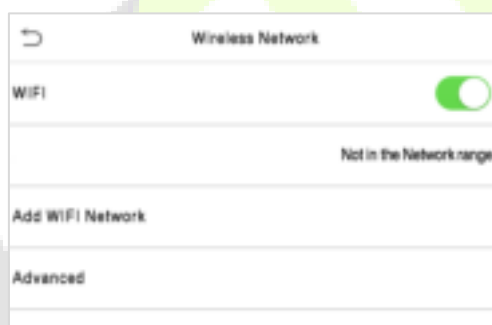 Wireless Network
WIFI
Not in the Network range
Add WIFI Network
Advanced